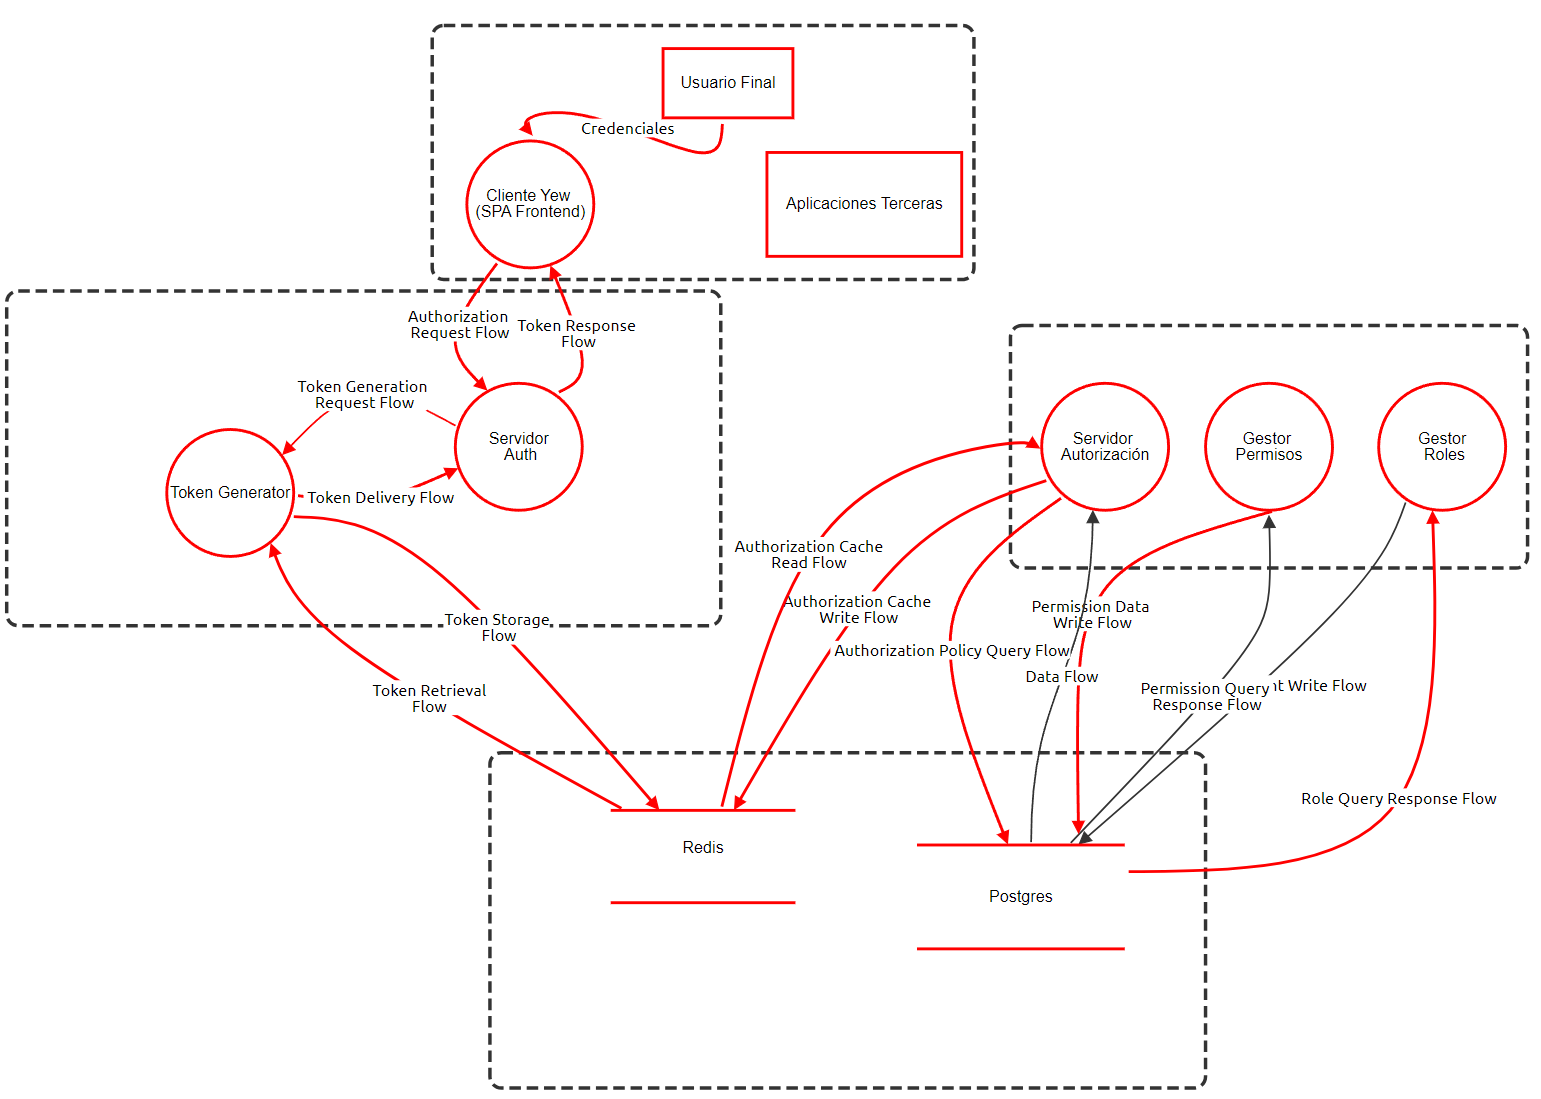 Usuario Final
Credenciales
Cliente Yew
(SPA Frontend)
Aplicaciones Terceras
Authorization
Request Flow
Token Response
Flow
Token Generation
Request Flow
Servidor
Auth
Token Generator
Token Delivery Flow
Servidor
Autorización
Gestor
Permisos
Gestor
Roles
Authorization Cache
Read Flow
Authorization Cache
Write Flow
Permission Data
Write Flow
Token Storage
Flow
Authorization Policy Query Flow
Data Flow
Token Retrieval
Flow
Permission Query
Response Flow
Write Flow
Role Query Response Flow
Redis
Postgres